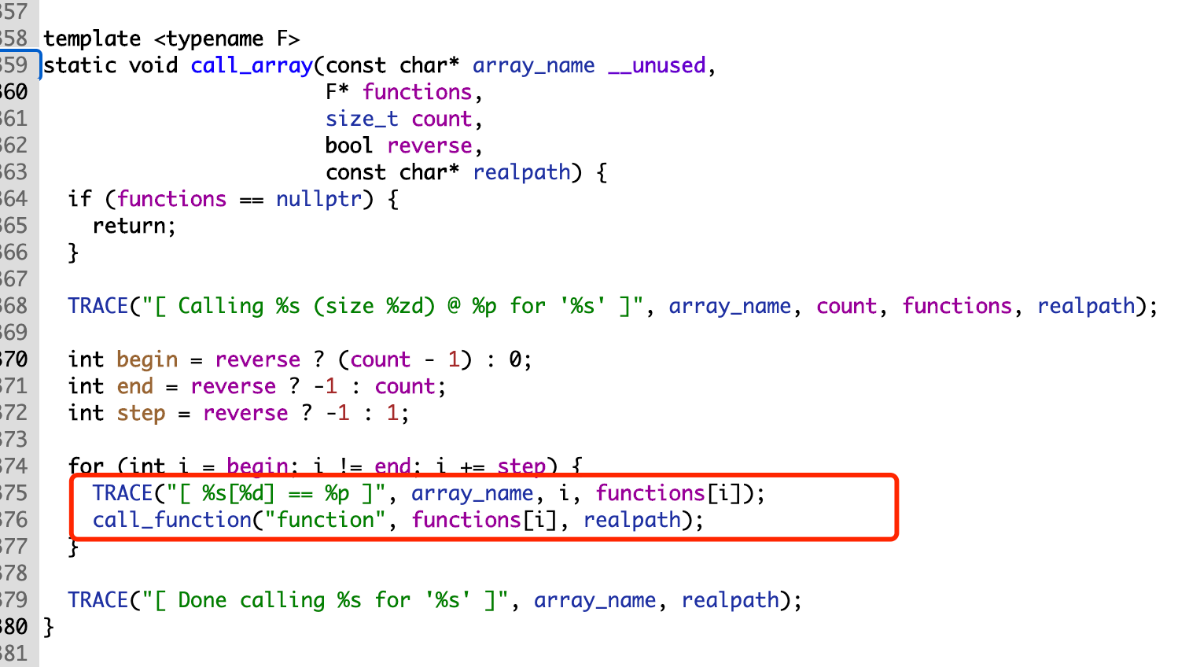 357
358 template <typename F>
359 static void call_array(const char* array_name __unused,
360                        F* functions,
361                        size_t count,
362                        bool reverse,
363                        const char* realpath) {
364   if (functions == nullptr) {
365     return;
366   }
367
368   TRACE("[ Calling %s (size %zd) @ %p for '%s' ]", array_name, count, functions, realpath);
369
370   int begin = reverse ? (count - 1) : 0;
371   int end = reverse ? -1 : count;
372   int step = reverse ? -1 : 1;
373
374   for (int i = begin; i != end; i += step) {
375     TRACE("[ %s[%d] == %p ]", array_name, i, functions[i]);
376     call_function("function", functions[i], realpath);
377   }
378
379   TRACE("[ Done calling %s for '%s' ]", array_name, realpath);
380 }
381